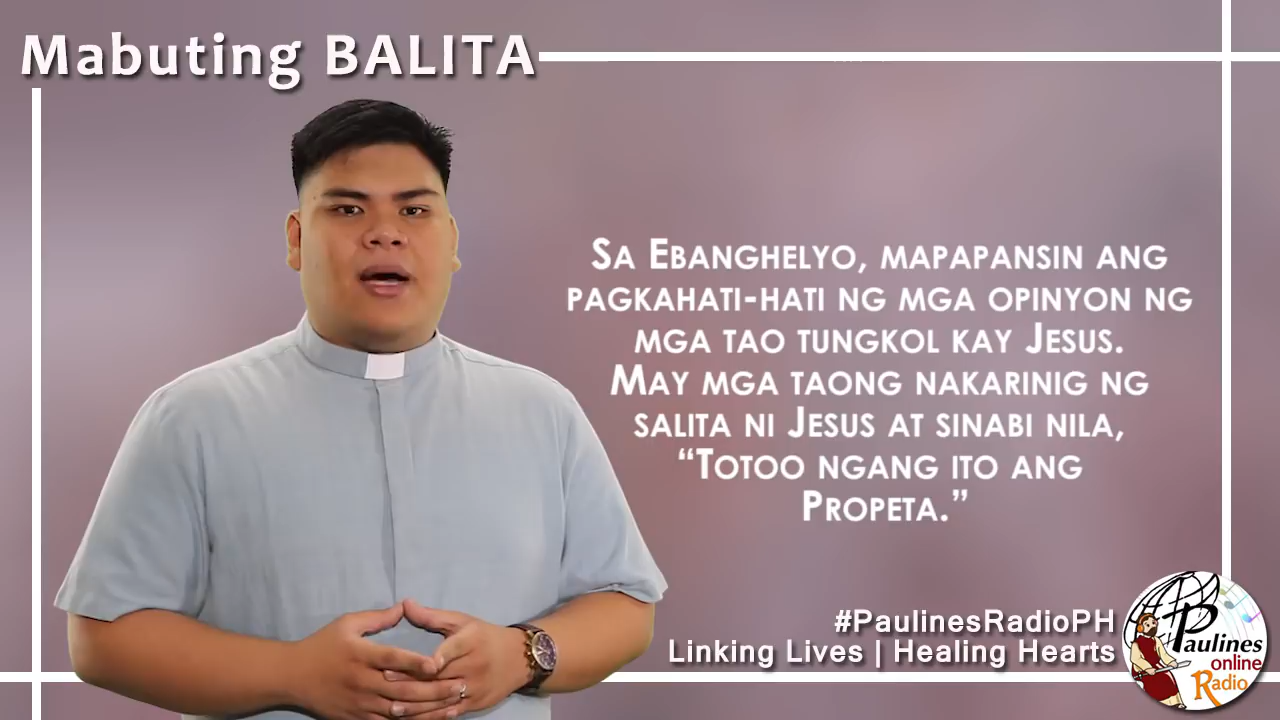 Mabuting BALITA
Sa Ebanghelyo, mapapansin ang
pagkahati-hati ng mga opinyon ng
mga tao tungkol kay Jesus.
May mga taong nakarinig ng
salita ni Jesus at sinabi nila,
“Totoo ngang ito ang
Propeta.”
#PaulinesRadioPH
Linking Lives | Healing Hearts
Paulines
online
Radio